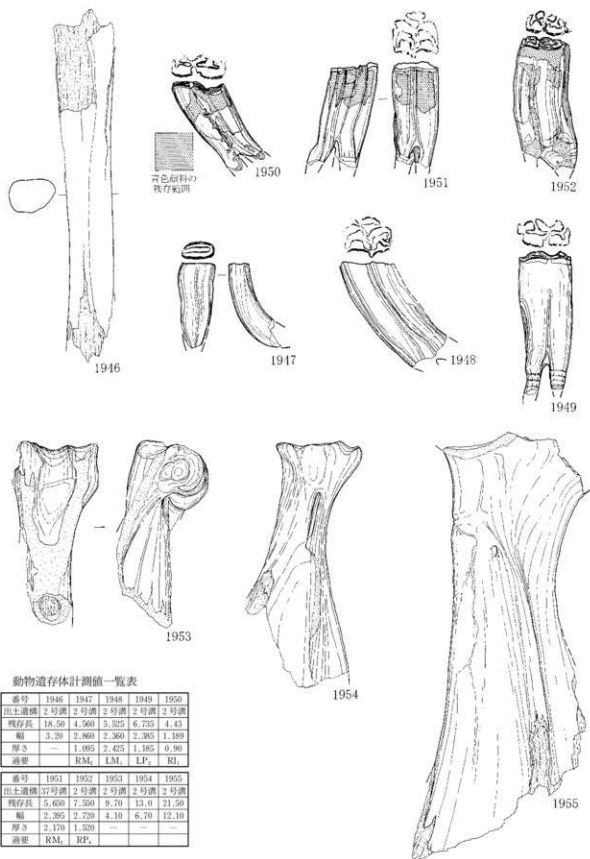 1946
1950
青色顔料の
残存範囲
1951
1952
1947
1948
1949
1953
1954
1955
動物遺存体計測値一覧表
番号 1946 1947 1948 1949 1950
出土遺構 2号溝 2号溝 2号溝 2号溝 2号溝
残存長 18.50 4.560 5.525 6.735 4.43
幅 3.20 2.860 2.360 2.385 1.189
厚さ — 1.095 2.425 1.185 0.90
適要 RM₃ LM₁ LP₂ RI₁
番号 1951 1952 1953 1954 1955
出土遺構 37号溝 2号溝 2号溝 2号溝 2号溝
残存長 5.650 7.550 9.70 13.0 21.50
幅 2.395 2.720 4.10 6.70 12.10
厚さ 2.170 1.520 — — —
適要 RM₂ RP₄